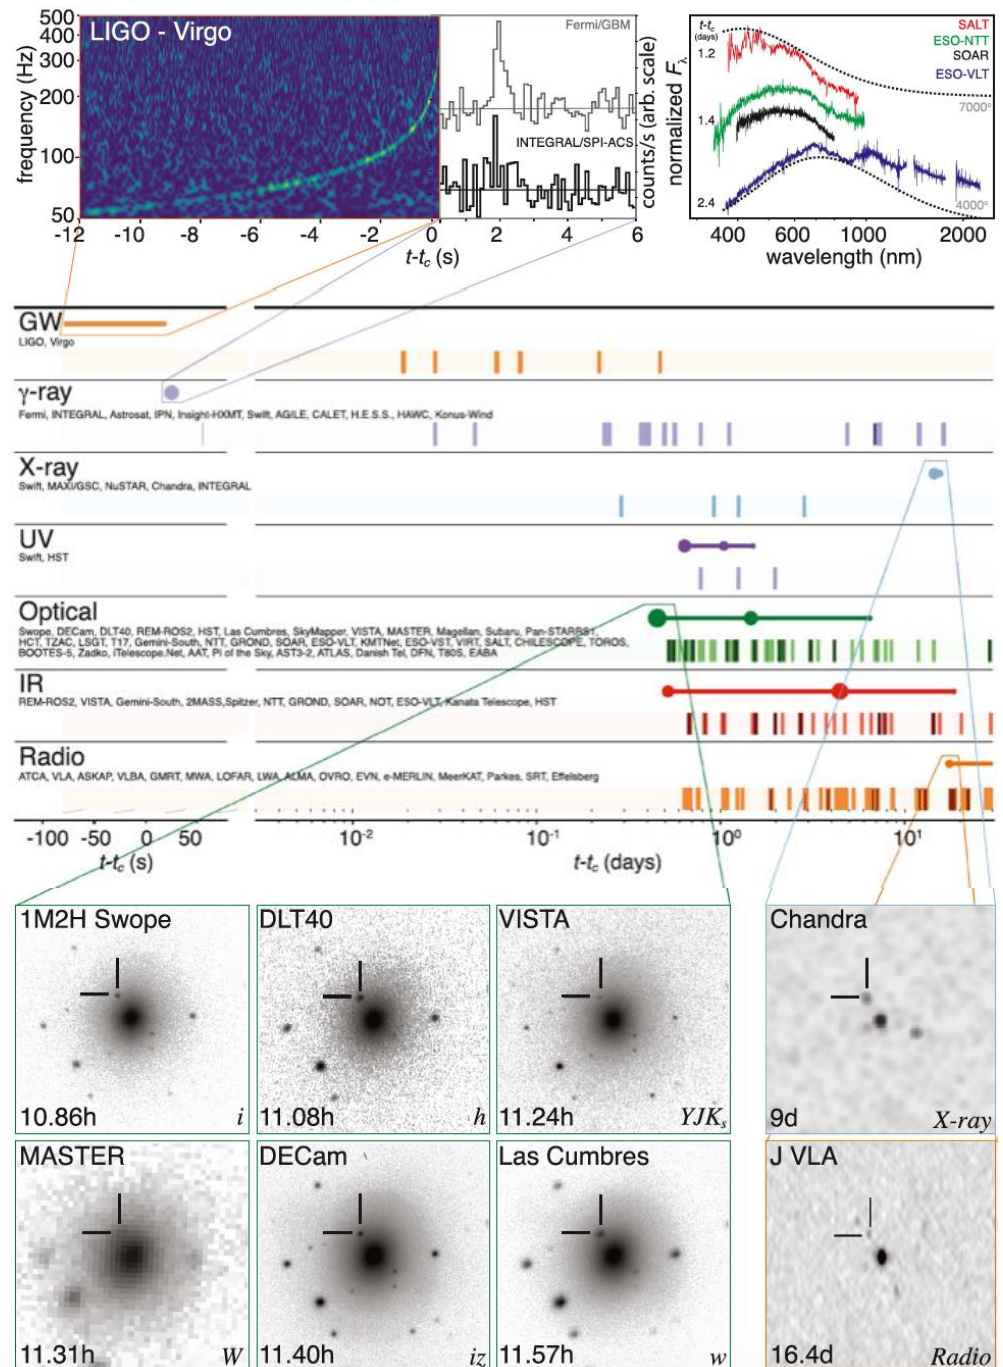 LIGO - Virgo
frequency (Hz)
500
400
300
200
100
50
-12 -10 -8 -6 -4 -2 0 2 4 6
t-tc (s)
Fermi/GBM
INTEGRAL/SPI-ACS
counts/s (arb. scale)
normalized Fλ
t-tc
(days)
1.2
1.4
2.4
SALT
ESO-NTT
SOAR
ESO-VLT
7000°
4000°
400 600 1000 2000
wavelength (nm)
GW
LIGO, Virgo
γ-ray
Fermi, INTEGRAL, Astrosat, IPN, Insight-HXMT, Swift, AGILE, CALET, H.E.S.S., HAWC, Konus-Wind
X-ray
Swift, MAXI/GSC, NuSTAR, Chandra, INTEGRAL
UV
Swift, HST
Optical
Swope, DECam, DLT40, REM-ROS2, HST, Las Cumbres, SkyMapper, VISTA, MASTER, Magellan, Subaru, Pan-STARRS1,
HCT, TZAC, LSGT, T17, Gemini-South, NTT, GROND, SOAR, ESO-VLT, KMTNet, ESO-VST, VIRT, SALT, CHILESCOPE, TOROS,
BOOTES-5, Zadko, iTelescope.Net, AAT, Pi of the Sky, AST3-2, ATLAS, Danish Tel, DFN, T80S, EABA
IR
REM-ROS2, VISTA, Gemini-South, 2MASS,Spitzer, NTT, GROND, SOAR, NOT, ESO-VLT, Kanata Telescope, HST
Radio
ATCA, VLA, ASKAP, VLBA, GMRT, MWA, LOFAR, LWA, ALMA, OVRO, EVN, e-MERLIN, MeerKAT, Parkes, SRT, Effelsberg
-100 -50 0 50
t-tc (s)
10⁻² 10⁻¹ 10⁰ 10¹
t-tc (days)
1M2H Swope
10.86h i
DLT40
11.08h h
VISTA
11.24h YJKs
Chandra
9d X-ray
MASTER
11.31h W
DECam
11.40h iz
Las Cumbres
11.57h w
J VLA
16.4d Radio